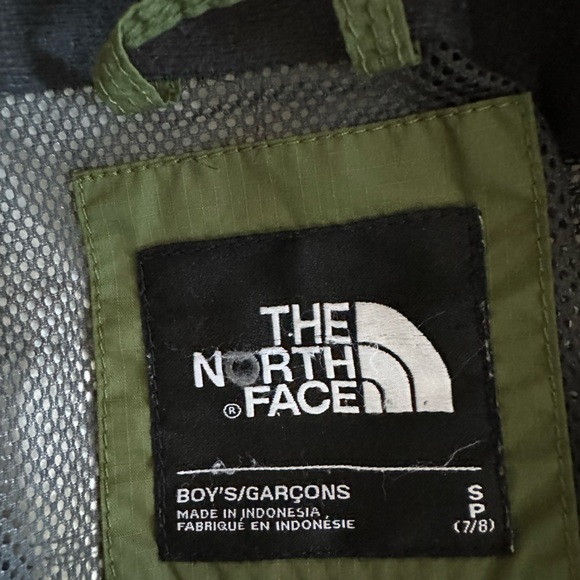 THE
NORTH
® FACE
BOY'S/GARÇONS S
MADE IN INDONESIA P
FABRIQUÉ EN INDONÉSIE (7/8)